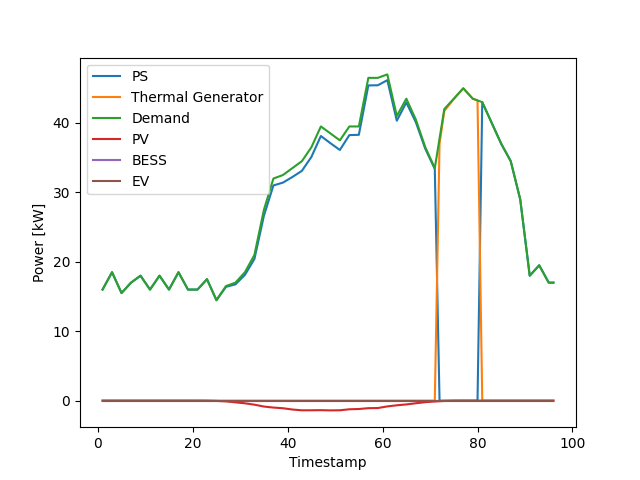 PS
Thermal Generator
Demand
PV
BESS
EV
Power [kW]
40
30
20
10
0
0 20 40 60 80 100
Timestamp